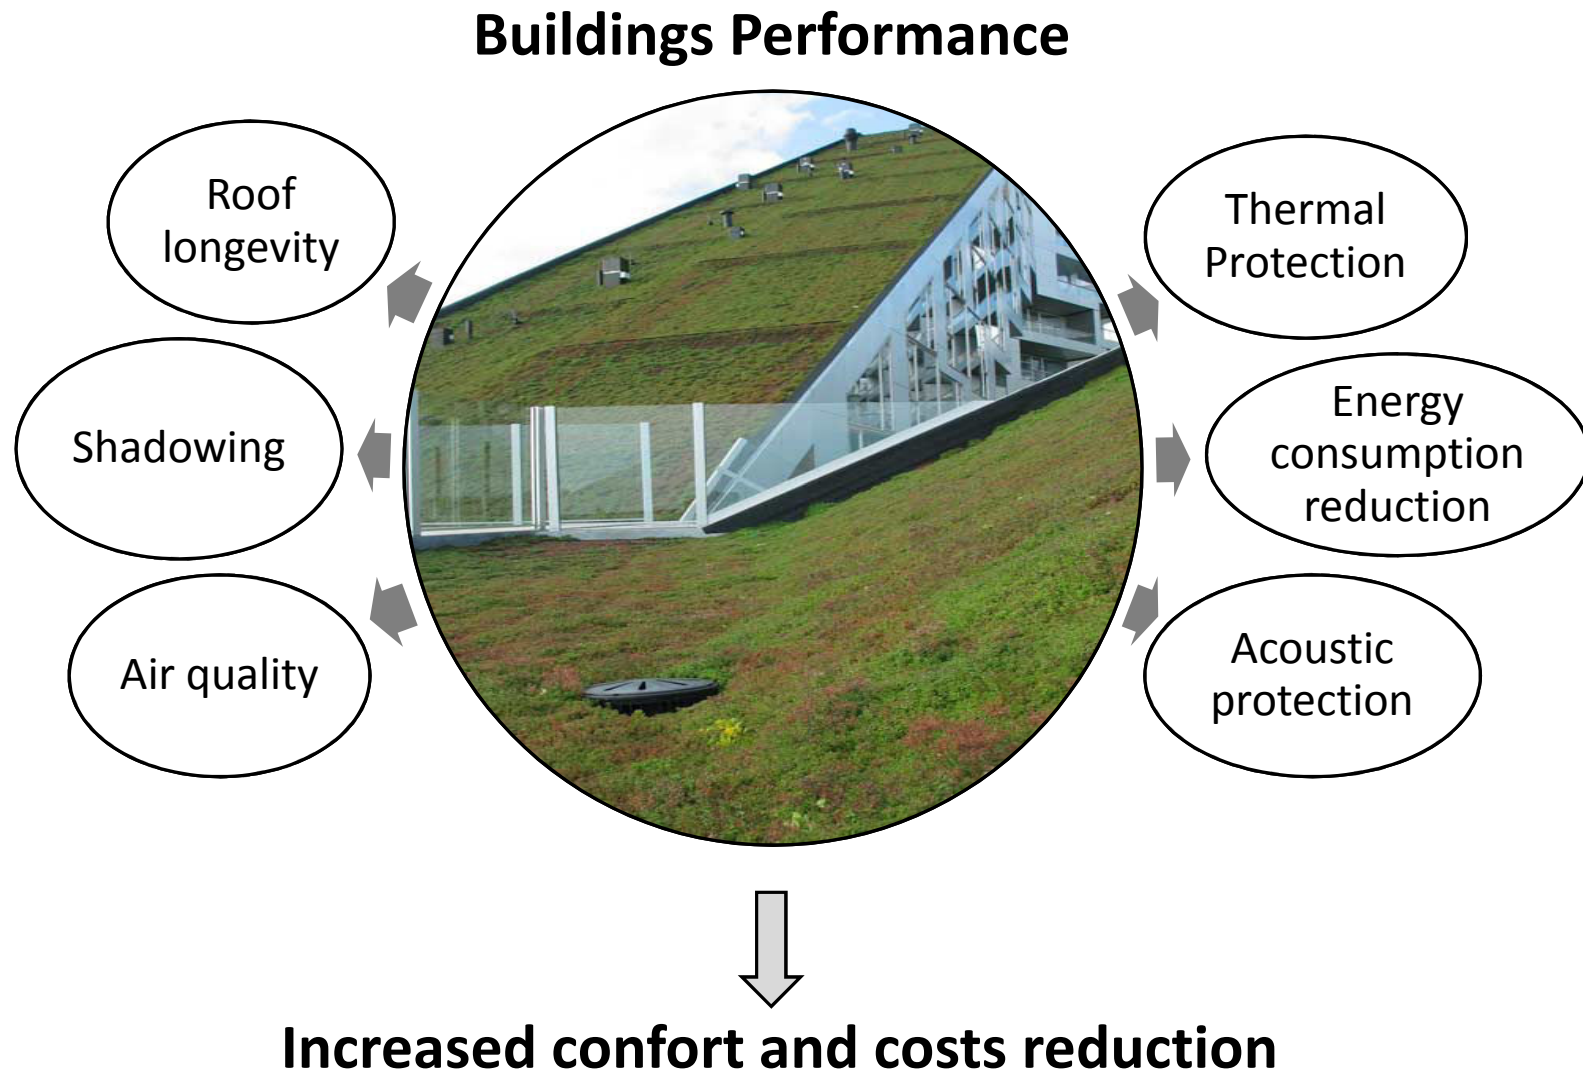 Buildings Performance
Roof
longevity
Shadowing
Air quality
Thermal
Protection
Energy
consumption
reduction
Acoustic
protection
Increased confort and costs reduction